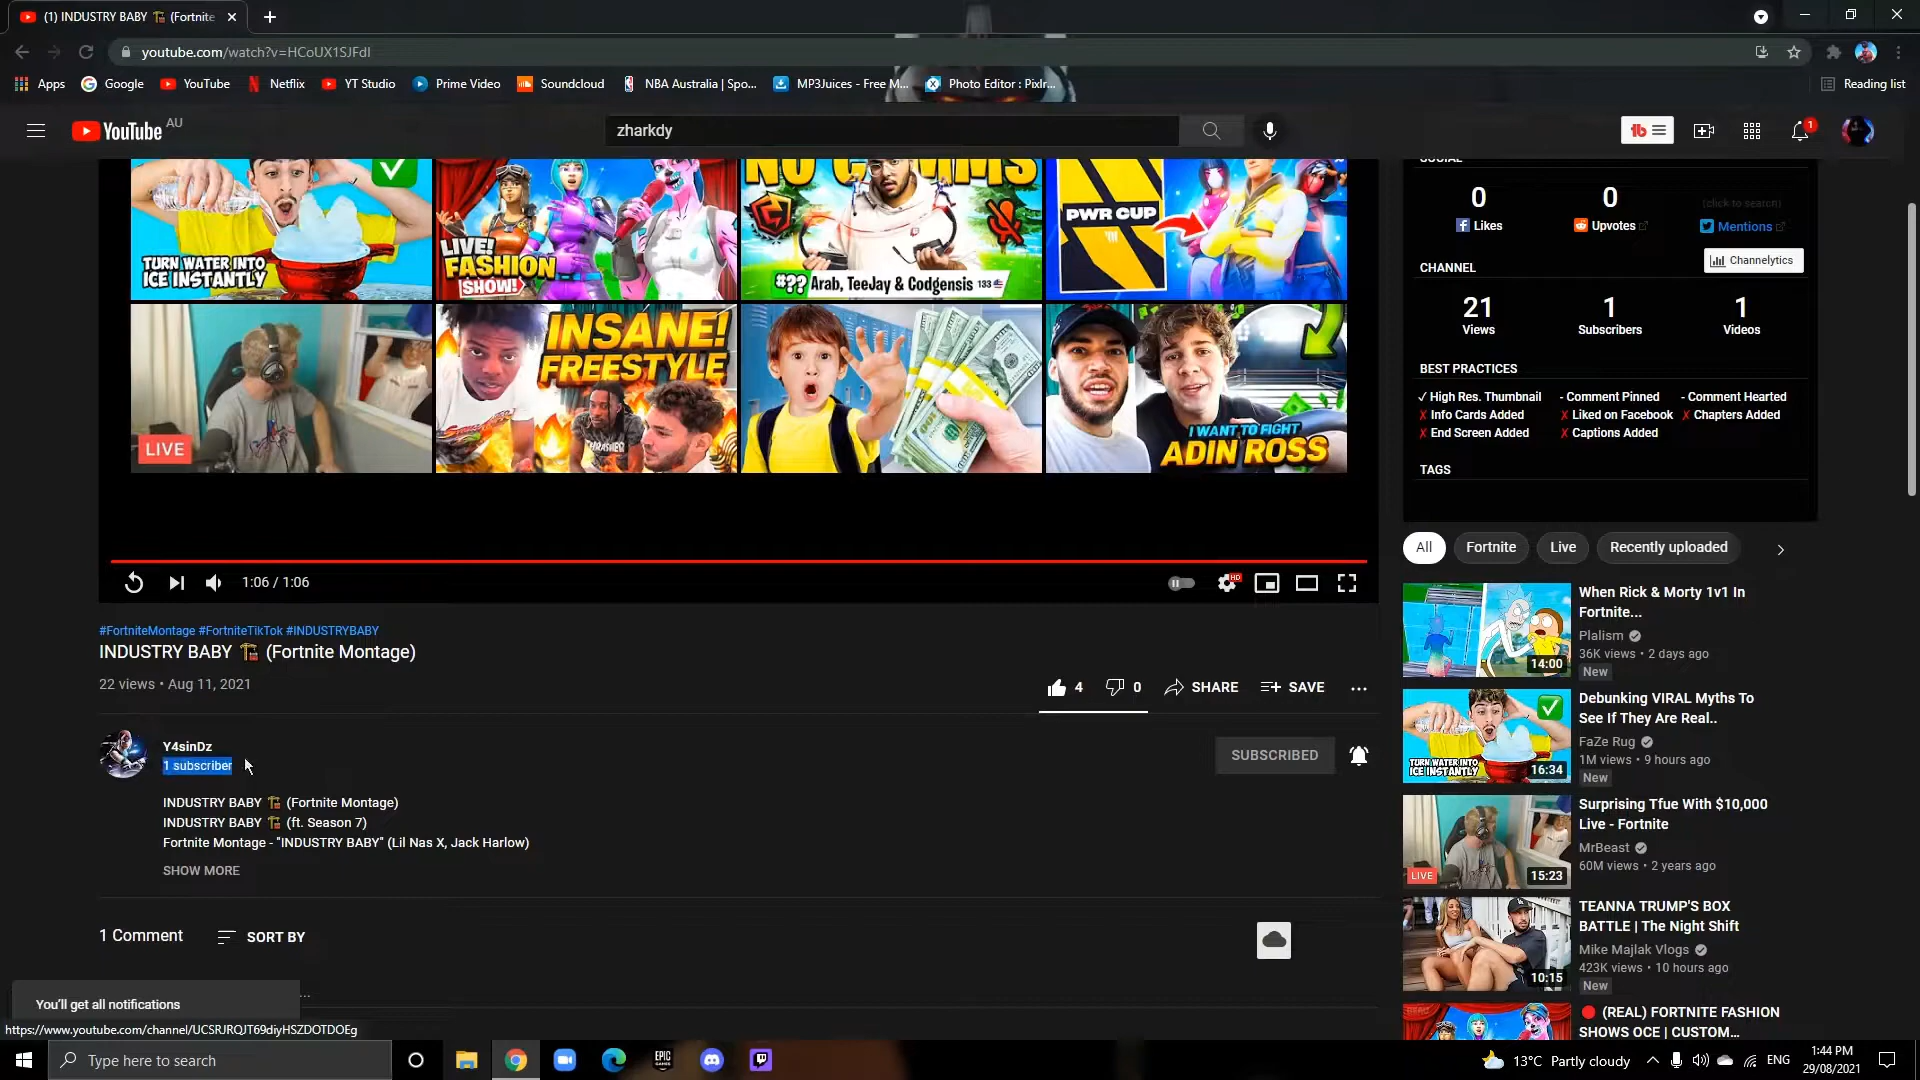 (1) INDUSTRY BABY 🏗️ (Fortnite
youtube.com/watch?v=HCoUX1SJFdI
Apps Google YouTube Netflix YT Studio Prime Video Soundcloud NBA Australia | Spo... MP3Juices - Free M... Photo Editor : Pixlr... Reading list
YouTube AU
zharkdy
1
TURN WATER INTO
ICE INSTANTLY
LIVE!
FASHION
SHOW!
NO COMMS
#?? Arab, TeeJay & Codgensis 133
PWR CUP
LIVE
INSANE!
FREESTYLE
THRASHER
I WANT TO FIGHT
ADIN ROSS
1:06 / 1:06
HD
#FortniteMontage #FortniteTikTok #INDUSTRYBABY
INDUSTRY BABY 🏗️ (Fortnite Montage)
22 views • Aug 11, 2021
4 0 SHARE SAVE ...
Y4sinDz
1 subscriber
SUBSCRIBED
INDUSTRY BABY 🏗️ (Fortnite Montage)
INDUSTRY BABY 🏗️ (ft. Season 7)
Fortnite Montage - "INDUSTRY BABY" (Lil Nas X, Jack Harlow)
SHOW MORE
1 Comment SORT BY
You'll get all notifications
https://www.youtube.com/channel/UCSRJRQJT69diyHSZDOTDOEg
SOCIAL
0 0 (click to search)
Likes Upvotes Mentions
CHANNEL Channelytics
21 1 1
Views Subscribers Videos
BEST PRACTICES
✓ High Res. Thumbnail - Comment Pinned - Comment Hearted
✗ Info Cards Added ✗ Liked on Facebook ✗ Chapters Added
✗ End Screen Added ✗ Captions Added
TAGS
All Fortnite Live Recently uploaded
When Rick & Morty 1v1 In
Fortnite...
Plalism
36K views • 2 days ago
New
14:00
Debunking VIRAL Myths To
See If They Are Real..
FaZe Rug
1M views • 9 hours ago
New
TURN WATER INTO
ICE INSTANTLY
16:34
Surprising Tfue With $10,000
Live - Fortnite
MrBeast
60M views • 2 years ago
LIVE
15:23
TEANNA TRUMP'S BOX
BATTLE | The Night Shift
Mike Majlak Vlogs
423K views • 10 hours ago
New
10:15
🔴 (REAL) FORTNITE FASHION
SHOWS OCE | CUSTOM...
Type here to search
EPIC
GAMES
13°C Partly cloudy
ENG
1:44 PM
29/08/2021